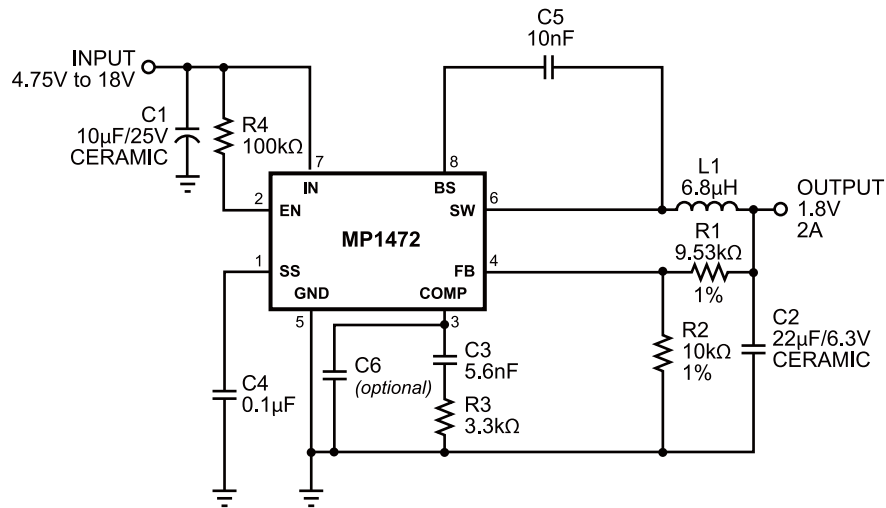 C5
10nF
INPUT
4.75V to 18V
C1
10µF/25V
CERAMIC
R4
100kΩ
7
8
IN
BS
2
EN
SW
6
L1
6.8µH
OUTPUT
1.8V
2A
MP1472
R1
9.53kΩ
1%
1
SS
FB
4
GND
COMP
5
3
C4
0.1µF
C6
(optional)
C3
5.6nF
R3
3.3kΩ
R2
10kΩ
1%
C2
22µF/6.3V
CERAMIC